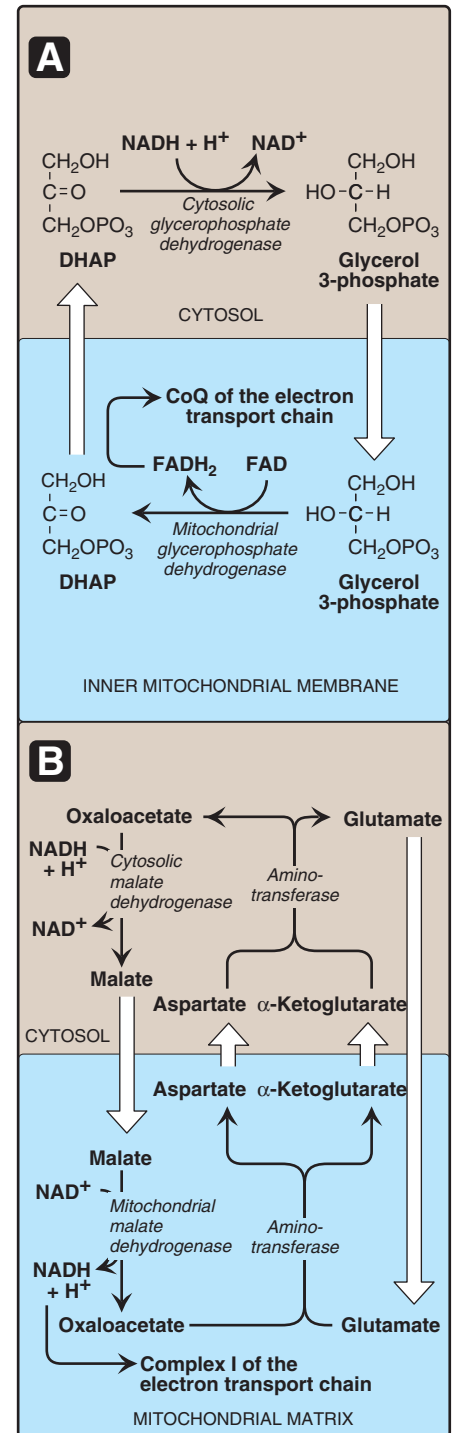 A
NADH + H+ NAD+
CH2OH
C=O
CH2OPO3
DHAP
Cytosolic
glycerophosphate
dehydrogenase
CH2OH
HO-C-H
CH2OPO3
Glycerol
3-phosphate
CYTOSOL
CoQ of the electron
transport chain
FADH2 FAD
CH2OH
C=O
CH2OPO3
DHAP
Mitochondrial
glycerophosphate
dehydrogenase
CH2OH
HO-C-H
CH2OPO3
Glycerol
3-phosphate
INNER MITOCHONDRIAL MEMBRANE
B
Oxaloacetate
Glutamate
NADH
+ H+
Cytosolic
malate
dehydrogenase
NAD+
Malate
Amino-
transferase
Aspartate α-Ketoglutarate
CYTOSOL
Aspartate α-Ketoglutarate
Malate
NAD+
Mitochondrial
malate
dehydrogenase
NADH
+ H+
Amino-
transferase
Oxaloacetate
Glutamate
Complex I of the
electron transport chain
MITOCHONDRIAL MATRIX